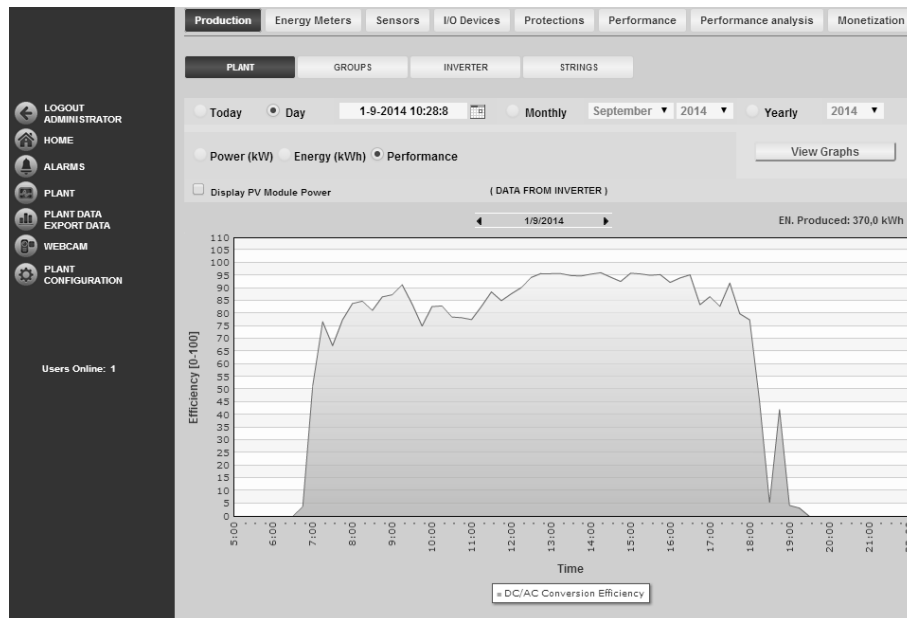 Production Energy Meters Sensors I/O Devices Protections Performance Performance analysis Monetization
PLANT GROUPS INVERTER STRINGS
LOGOUT
ADMINISTRATOR
HOME
ALARMS
PLANT
PLANT DATA
EXPORT DATA
WEBCAM
PLANT
CONFIGURATION
Users Online: 1
Today Day 1-9-2014 10:28:8 Monthly September 2014 Yearly 2014
Power (kW) Energy (kWh) Performance View Graphs
Display PV Module Power ( DATA FROM INVERTER )
1/9/2014 EN. Produced: 370,0 kWh
110
105
100
95
90
85
80
75
70
65
60
55
50
45
40
35
30
25
20
15
10
5
0
Efficiency [0-100]
5:00 6:00 7:00 8:00 9:00 10:00 11:00 12:00 13:00 14:00 15:00 16:00 17:00 18:00 19:00 20:00 21:00
Time
DC/AC Conversion Efficiency